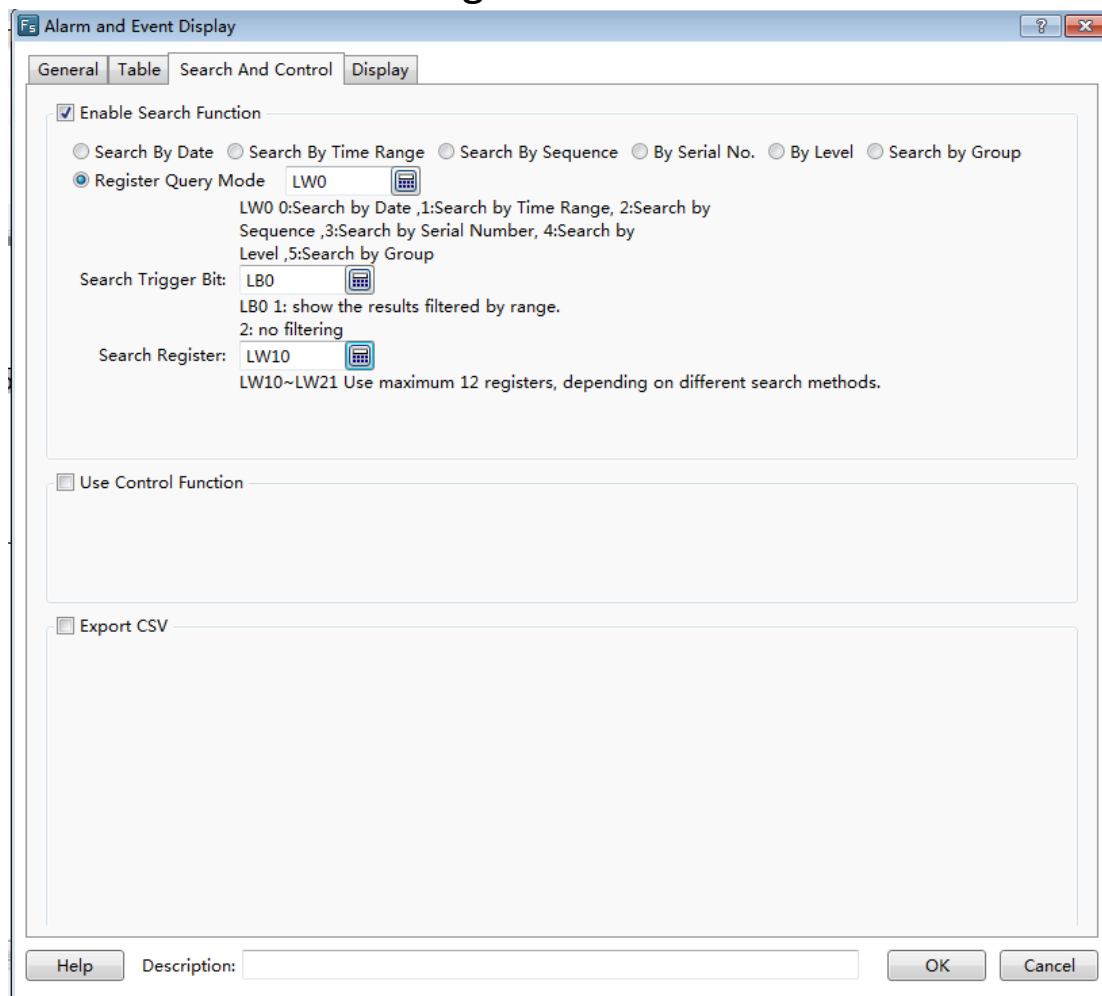 Fs Alarm and Event Display
General Table Search And Control Display
Enable Search Function
Search By Date Search By Time Range Search By Sequence By Serial No. By Level Search by Group
Register Query Mode LW0
LW0 0:Search by Date ,1:Search by Time Range, 2:Search by
Sequence ,3:Search by Serial Number, 4:Search by
Level ,5:Search by Group
Search Trigger Bit: LB0
LB0 1: show the results filtered by range.
2: no filtering
Search Register: LW10
LW10~LW21 Use maximum 12 registers, depending on different search methods.
Use Control Function
Export CSV
Help Description: OK Cancel